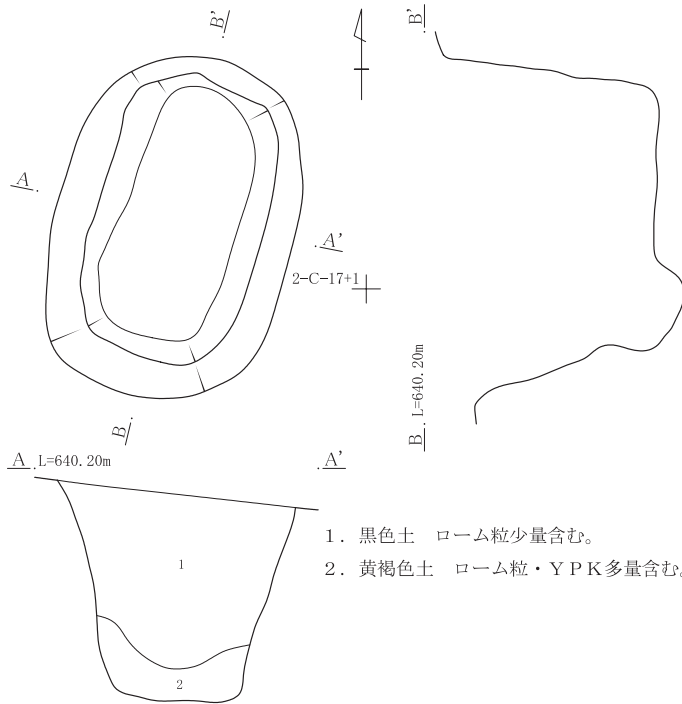 B'
B'
A
A'
2-C-17+1
B
B L=640.20m
A L=640.20m
A'
1
2
1．黒色土　ローム粒少量含む。
2．黄褐色土　ローム粒・ＹＰＫ多量含む。